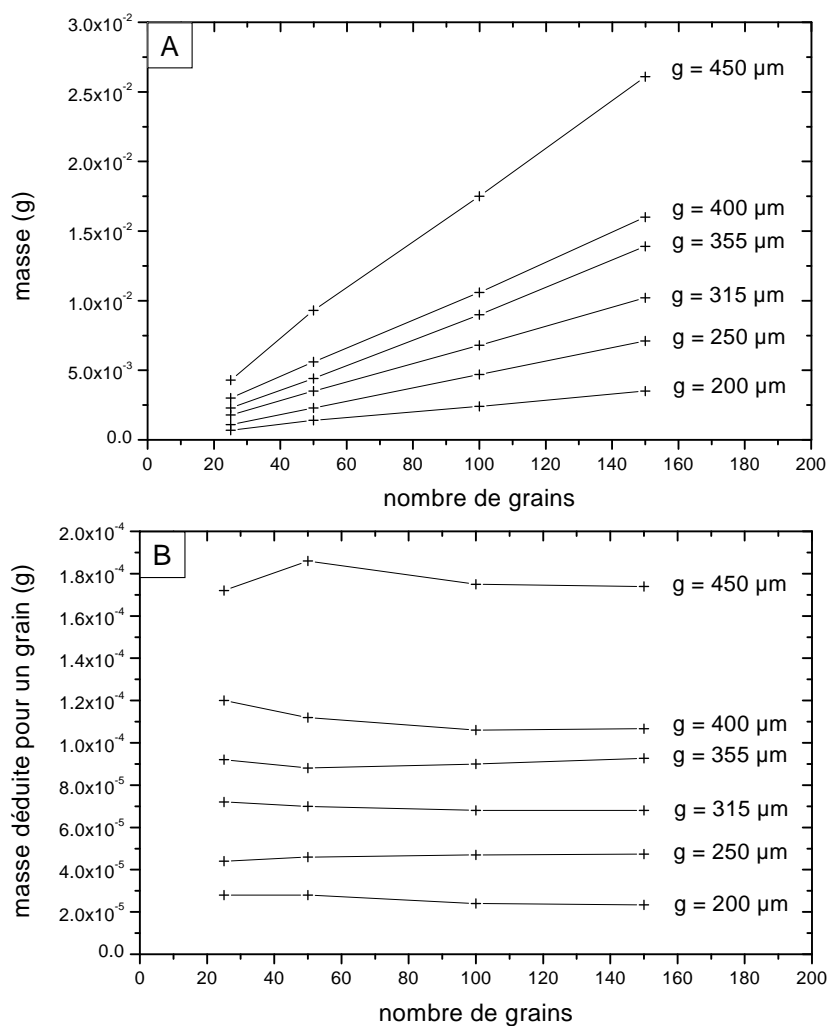 A
3.0x10-2
2.5x10-2
2.0x10-2
1.5x10-2
1.0x10-2
5.0x10-3
0.0
masse (g)
g = 450 µm
g = 400 µm
g = 355 µm
g = 315 µm
g = 250 µm
g = 200 µm
0 20 40 60 80 100 120 140 160 180 200
nombre de grains
B
2.0x10-4
1.8x10-4
1.6x10-4
1.4x10-4
1.2x10-4
1.0x10-4
8.0x10-5
6.0x10-5
4.0x10-5
2.0x10-5
0.0
masse déduite pour un grain (g)
g = 450 µm
g = 400 µm
g = 355 µm
g = 315 µm
g = 250 µm
g = 200 µm
0 20 40 60 80 100 120 140 160 180 200
nombre de grains